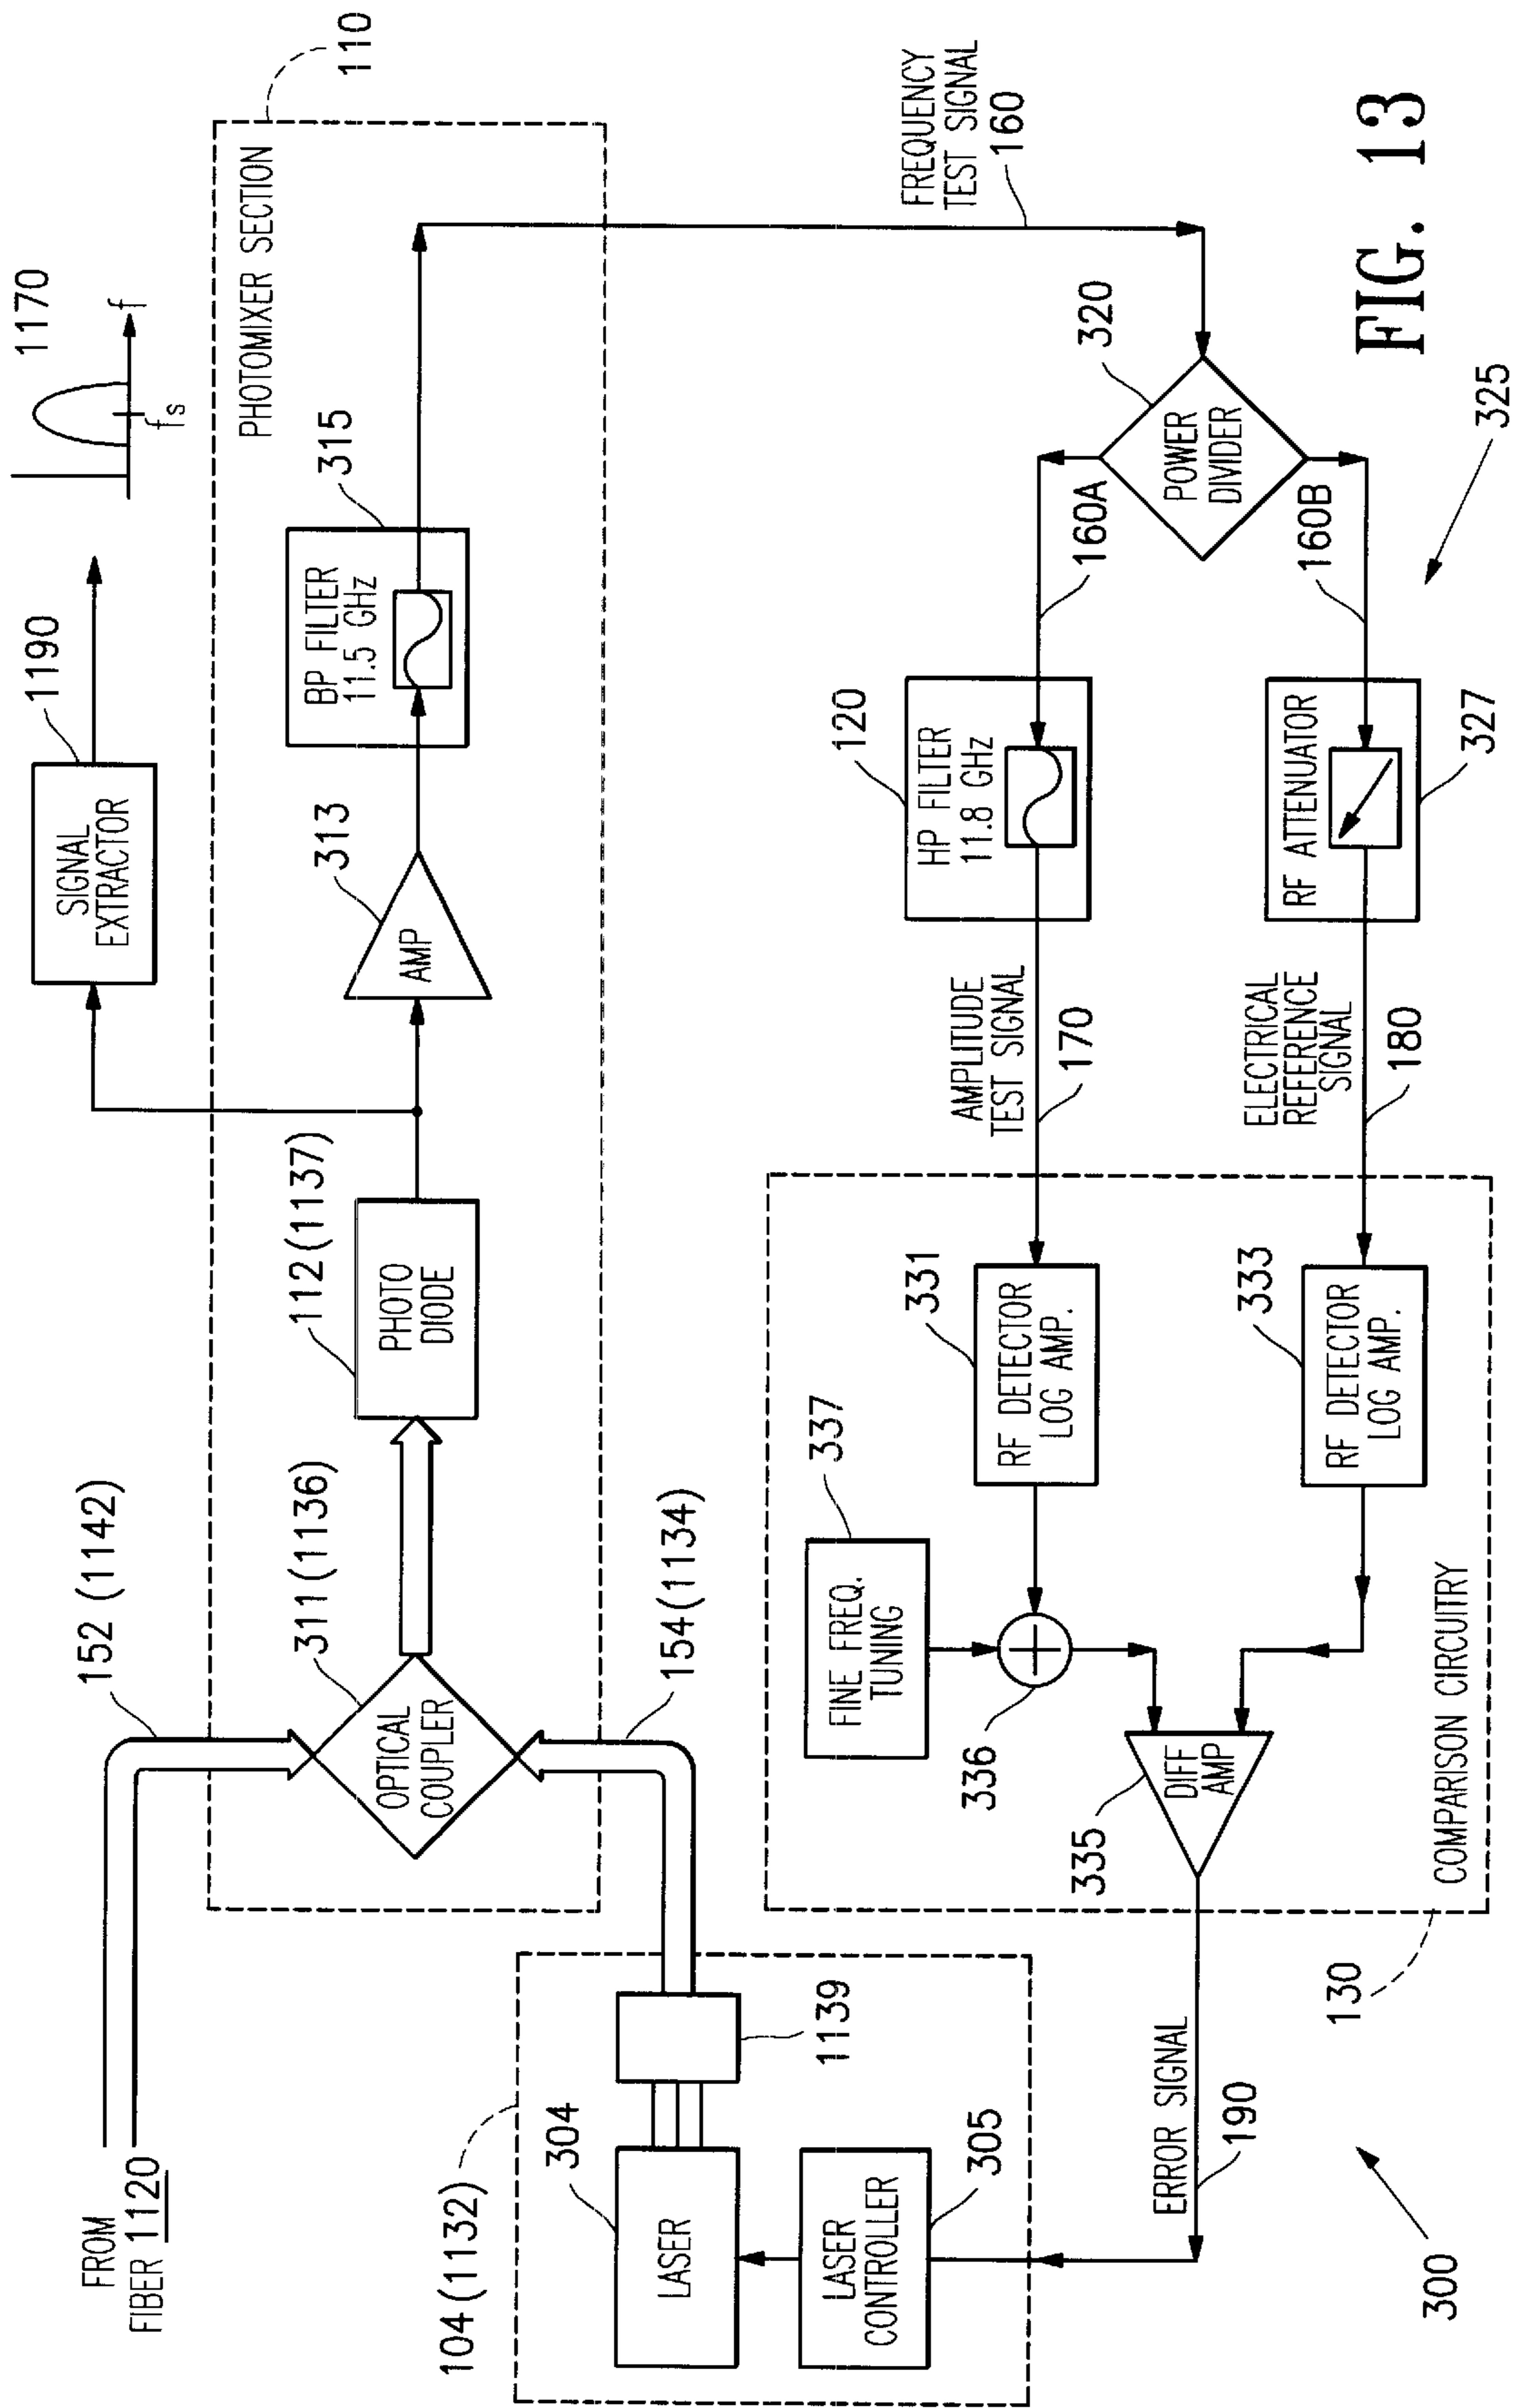 FROM
FIBER 1120
152 (1142)
311 (1136)
OPTICAL
COUPLER
154 (1134)
112 (1137)
PHOTO
DIODE
SIGNAL
EXTRACTOR
1190
1170
f
fs
313
AMP
315
BP FILTER
11.5 GHz
PHOTOMIXER SECTION
110
104 (1132)
304
LASER
1139
LASER
CONTROLLER
305
ERROR SIGNAL
190
300
130
COMPARISON CIRCUITRY
335
DIFF
AMP
336
337
FINE FREQ.
TUNING
331
RF DETECTOR
LOG AMP.
333
RF DETECTOR
LOG AMP.
AMPLITUDE
TEST SIGNAL
170
ELECTRICAL
REFERENCE
SIGNAL
180
120
HP FILTER
11.8 GHz
RF ATTENUATOR
327
160A
160B
POWER
DIVIDER
320
FREQUENCY
TEST SIGNAL
160
325
FIG. 13